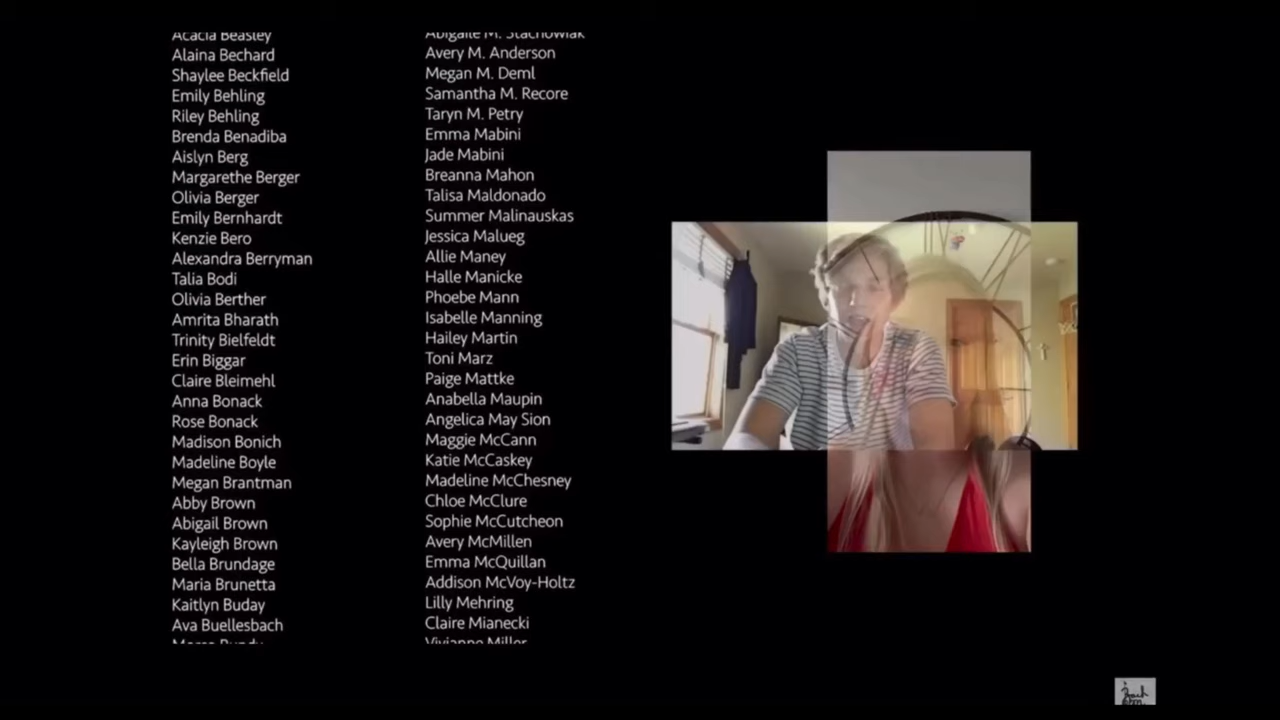 Acacia Beasley
Alaina Bechard
Shaylee Beckfield
Emily Behling
Riley Behling
Brenda Benadiba
Aislyn Berg
Margarethe Berger
Olivia Berger
Emily Bernhardt
Kenzie Bero
Alexandra Berryman
Talia Bodi
Olivia Berther
Amrita Bharath
Trinity Bielfeldt
Erin Biggar
Claire Bleimehl
Anna Bonack
Rose Bonack
Madison Bonich
Madeline Boyle
Megan Brantman
Abby Brown
Abigail Brown
Kayleigh Brown
Bella Brundage
Maria Brunetta
Kaitlyn Buday
Ava Buellesbach
Abigaile M. Stachowiak
Avery M. Anderson
Megan M. Deml
Samantha M. Recore
Taryn M. Petry
Emma Mabini
Jade Mabini
Breanna Mahon
Talisa Maldonado
Summer Malinauskas
Jessica Malueg
Allie Maney
Halle Manicke
Phoebe Mann
Isabelle Manning
Hailey Martin
Toni Marz
Paige Mattke
Anabella Maupin
Angelica May Sion
Maggie McCann
Katie McCaskey
Madeline McChesney
Chloe McClure
Sophie McCutcheon
Avery McMillen
Emma McQuillan
Addison McVoy-Holtz
Lilly Mehring
Claire Mianecki
Vivianne Miller